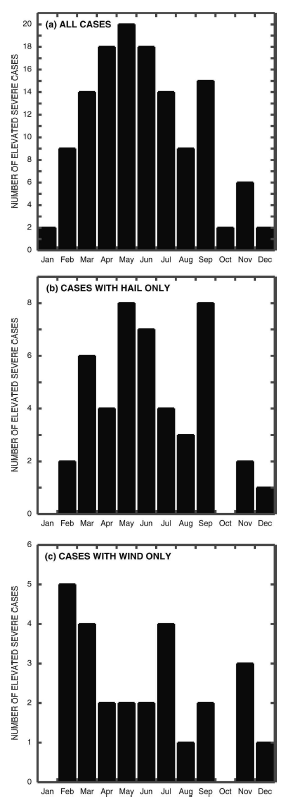 (a) ALL CASES
NUMBER OF ELEVATED SEVERE CASES
20
18
16
14
12
10
8
6
4
2
0
Jan Feb Mar Apr May Jun Jul Aug Sep Oct Nov Dec
(b) CASES WITH HAIL ONLY
NUMBER OF ELEVATED SEVERE CASES
8
6
4
2
0
Jan Feb Mar Apr May Jun Jul Aug Sep Oct Nov Dec
(c) CASES WITH WIND ONLY
NUMBER OF ELEVATED SEVERE CASES
6
5
4
3
2
1
0
Jan Feb Mar Apr May Jun Jul Aug Sep Oct Nov Dec